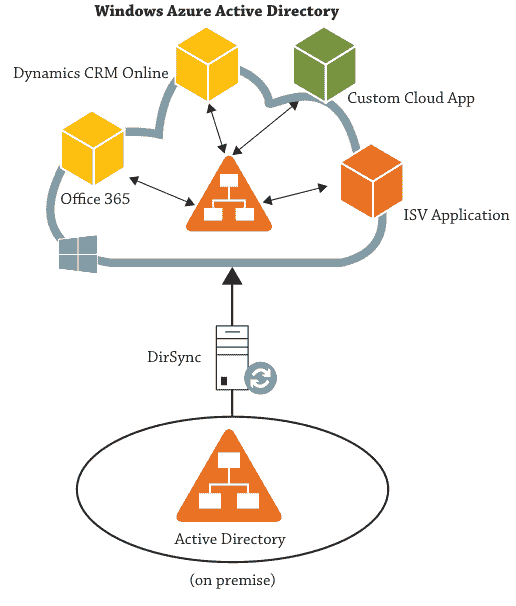 Windows Azure Active Directory
Dynamics CRM Online
Custom Cloud App
Office 365
ISV Application
DirSync
Active Directory
(on premise)